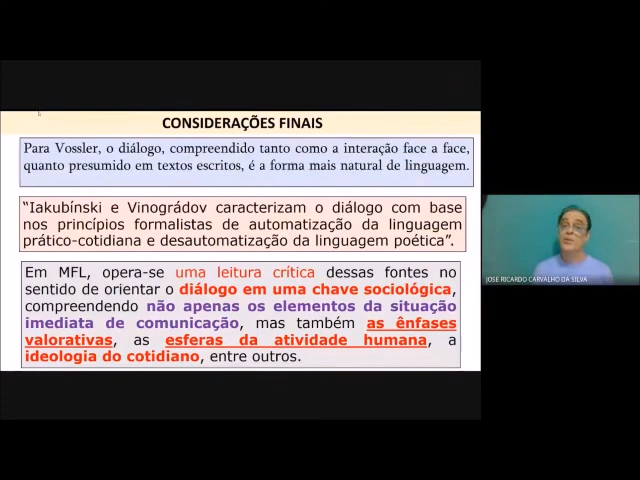 CONSIDERAÇÕES FINAIS
Para Vossler, o diálogo, compreendido tanto como a interação face a face,
quanto presumido em textos escritos, é a forma mais natural de linguagem.
“Iakubínski e Vinográdov caracterizam o diálogo com base
nos princípios formalistas de automatização da linguagem
prático-cotidiana e desautomatização da linguagem poética”.
Em MFL, opera-se uma leitura crítica dessas fontes no
sentido de orientar o diálogo em uma chave sociológica,
compreendendo não apenas os elementos da situação
imediata de comunicação, mas também as ênfases
valorativas, as esferas da atividade humana, a
ideologia do cotidiano, entre outros.
JOSE RICARDO CARVALHO DA SILVA